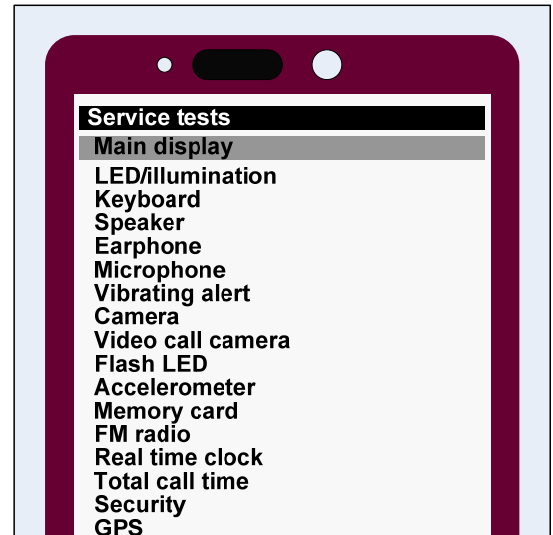 Service tests
Main display
LED/illumination
Keyboard
Speaker
Earphone
Microphone
Vibrating alert
Camera
Video call camera
Flash LED
Accelerometer
Memory card
FM radio
Real time clock
Total call time
Security
GPS